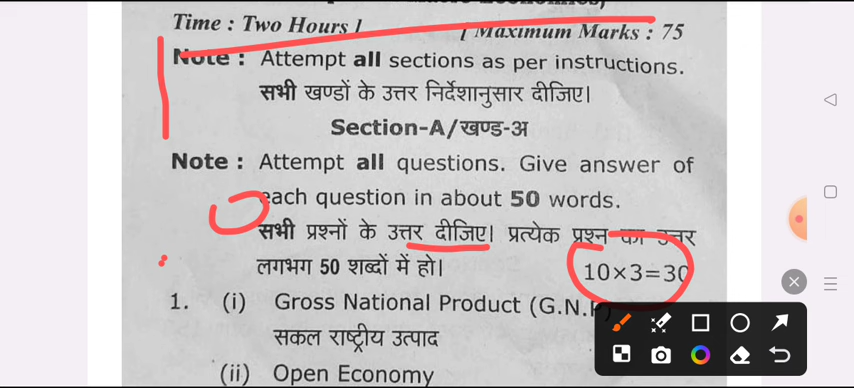 Time : Two Hours ] [ Maximum Marks : 75
Note : Attempt all sections as per instructions.
सभी खण्डों के उत्तर निर्देशानुसार दीजिए।
Section-A/खण्ड-अ
Note : Attempt all questions. Give answer of
each question in about 50 words.
सभी प्रश्नों के उत्तर दीजिए। प्रत्येक प्रश्न का उत्तर
लगभग 50 शब्दों में हो। 10×3=30
1. (i) Gross National Product (G.N.P
सकल राष्ट्रीय उत्पाद
(ii) Open Economy